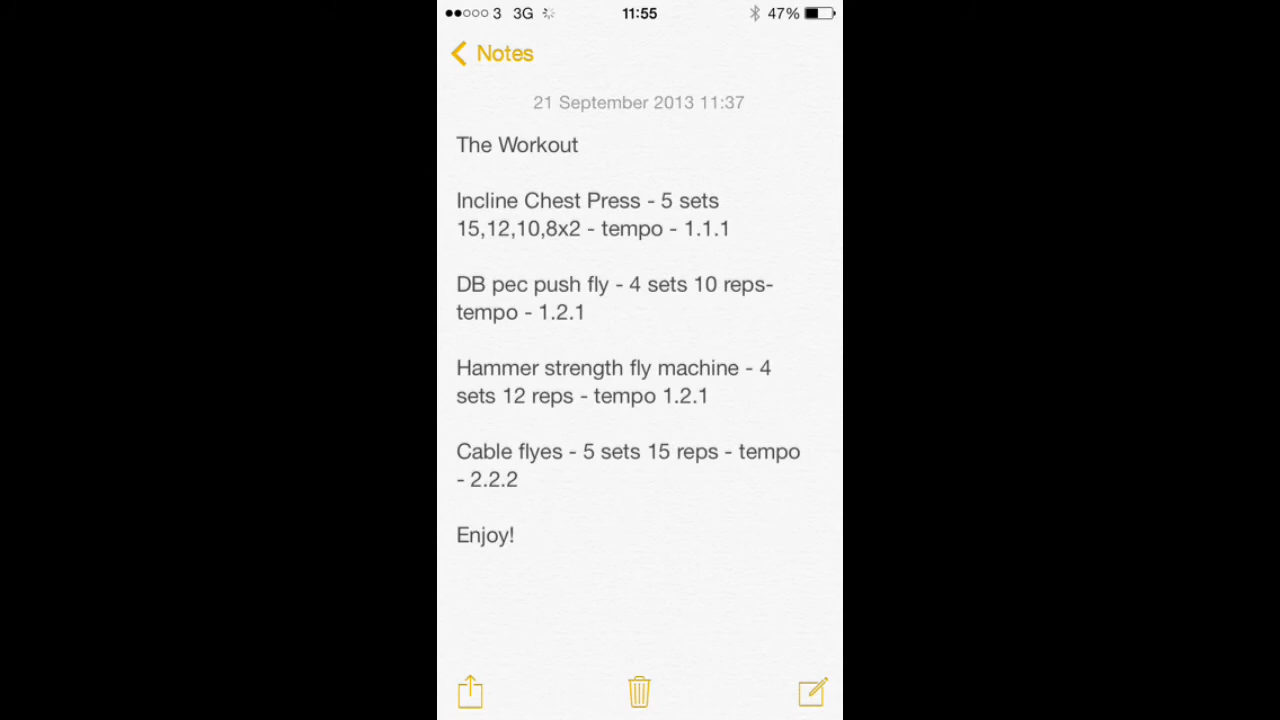 3 3G 11:55 47%
Notes
21 September 2013 11:37
The Workout
Incline Chest Press - 5 sets
15,12,10,8x2 - tempo - 1.1.1
DB pec push fly - 4 sets 10 reps-
tempo - 1.2.1
Hammer strength fly machine - 4
sets 12 reps - tempo 1.2.1
Cable flyes - 5 sets 15 reps - tempo
- 2.2.2
Enjoy!